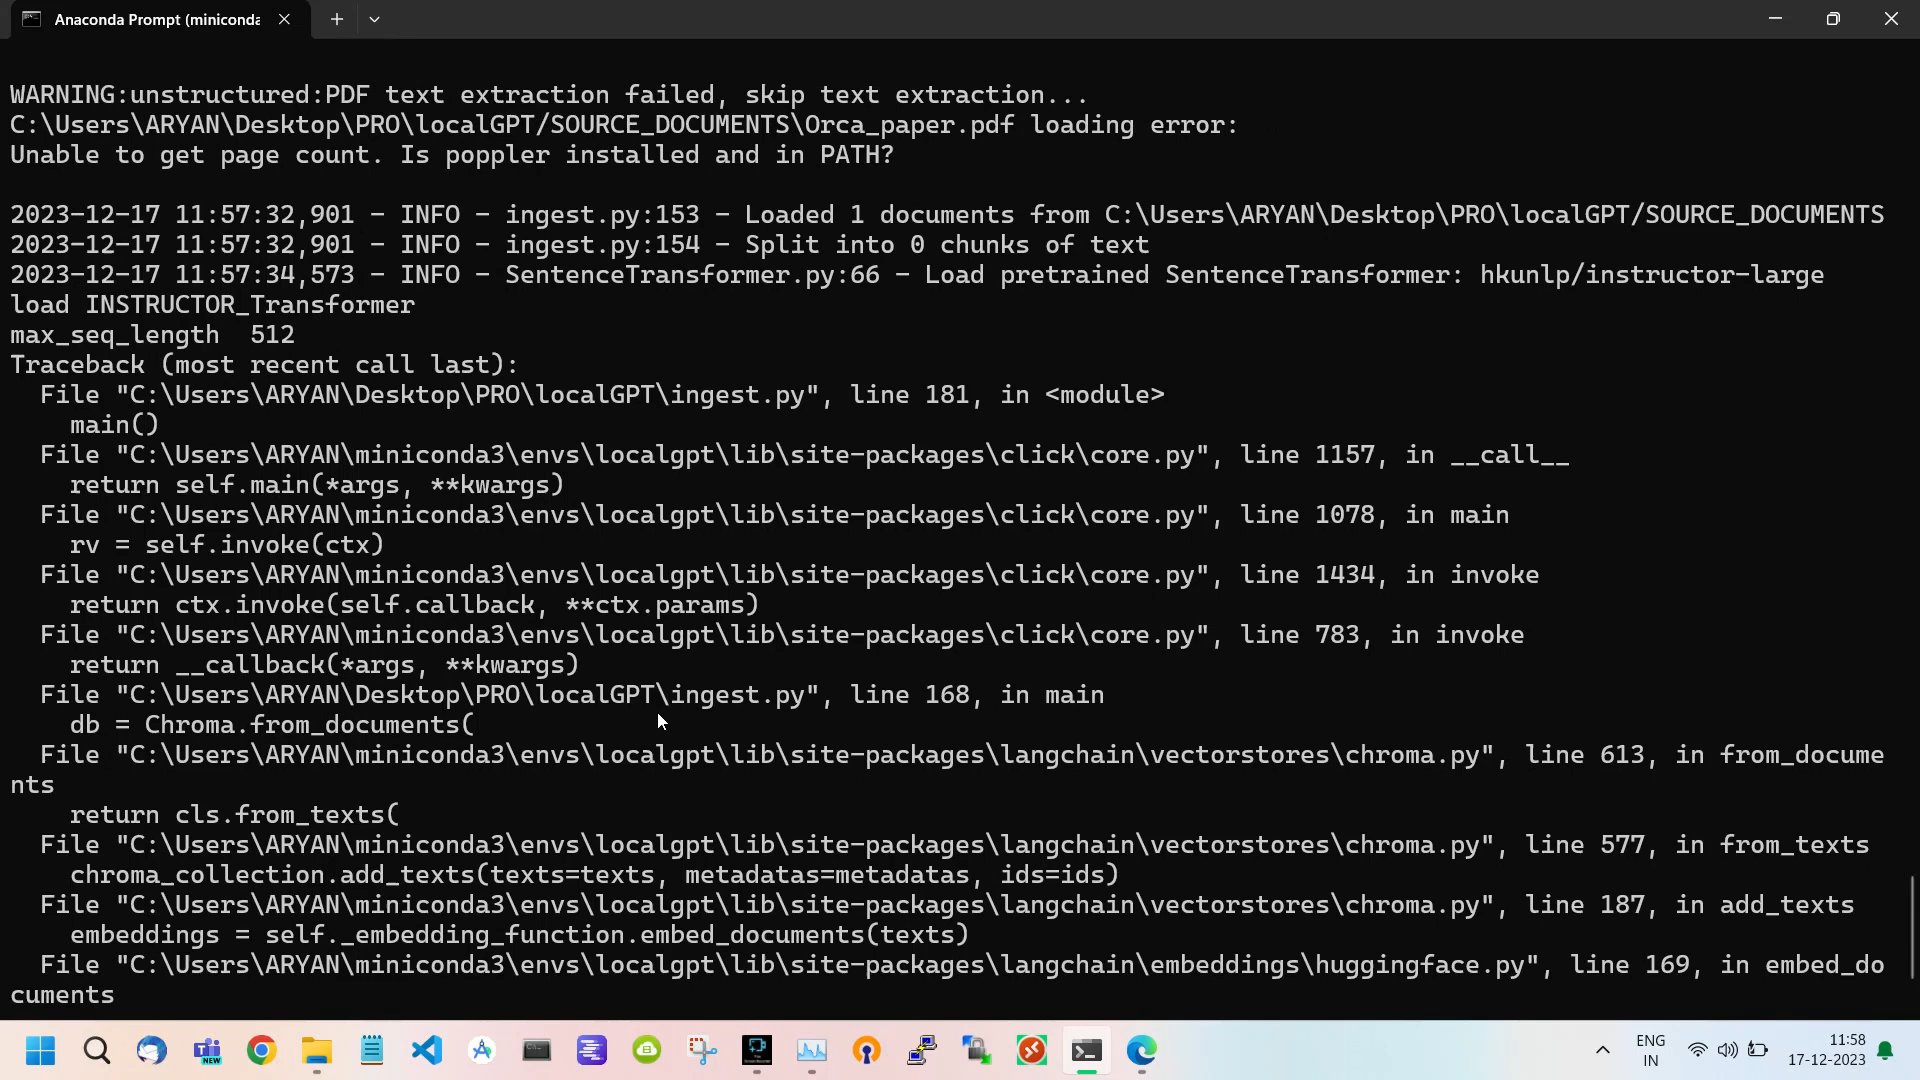 Anaconda Prompt (miniconda
WARNING:unstructured:PDF text extraction failed, skip text extraction...
C:\Users\ARYAN\Desktop\PRO\localGPT/SOURCE_DOCUMENTS\Orca_paper.pdf loading error:
Unable to get page count. Is poppler installed and in PATH?
2023-12-17 11:57:32,901 - INFO - ingest.py:153 - Loaded 1 documents from C:\Users\ARYAN\Desktop\PRO\localGPT/SOURCE_DOCUMENTS
2023-12-17 11:57:32,901 - INFO - ingest.py:154 - Split into 0 chunks of text
2023-12-17 11:57:34,573 - INFO - SentenceTransformer.py:66 - Load pretrained SentenceTransformer: hkunlp/instructor-large
load INSTRUCTOR_Transformer
max_seq_length  512
Traceback (most recent call last):
  File "C:\Users\ARYAN\Desktop\PRO\localGPT\ingest.py", line 181, in <module>
    main()
  File "C:\Users\ARYAN\miniconda3\envs\localgpt\lib\site-packages\click\core.py", line 1157, in __call__
    return self.main(*args, **kwargs)
  File "C:\Users\ARYAN\miniconda3\envs\localgpt\lib\site-packages\click\core.py", line 1078, in main
    rv = self.invoke(ctx)
  File "C:\Users\ARYAN\miniconda3\envs\localgpt\lib\site-packages\click\core.py", line 1434, in invoke
    return ctx.invoke(self.callback, **ctx.params)
  File "C:\Users\ARYAN\miniconda3\envs\localgpt\lib\site-packages\click\core.py", line 783, in invoke
    return __callback(*args, **kwargs)
  File "C:\Users\ARYAN\Desktop\PRO\localGPT\ingest.py", line 168, in main
    db = Chroma.from_documents(
  File "C:\Users\ARYAN\miniconda3\envs\localgpt\lib\site-packages\langchain\vectorstores\chroma.py", line 613, in from_docume
nts
    return cls.from_texts(
  File "C:\Users\ARYAN\miniconda3\envs\localgpt\lib\site-packages\langchain\vectorstores\chroma.py", line 577, in from_texts
    chroma_collection.add_texts(texts=texts, metadatas=metadatas, ids=ids)
  File "C:\Users\ARYAN\miniconda3\envs\localgpt\lib\site-packages\langchain\vectorstores\chroma.py", line 187, in add_texts
    embeddings = self._embedding_function.embed_documents(texts)
  File "C:\Users\ARYAN\miniconda3\envs\localgpt\lib\site-packages\langchain\embeddings\huggingface.py", line 169, in embed_do
cuments
NEW
ENG
IN
11:58
17-12-2023